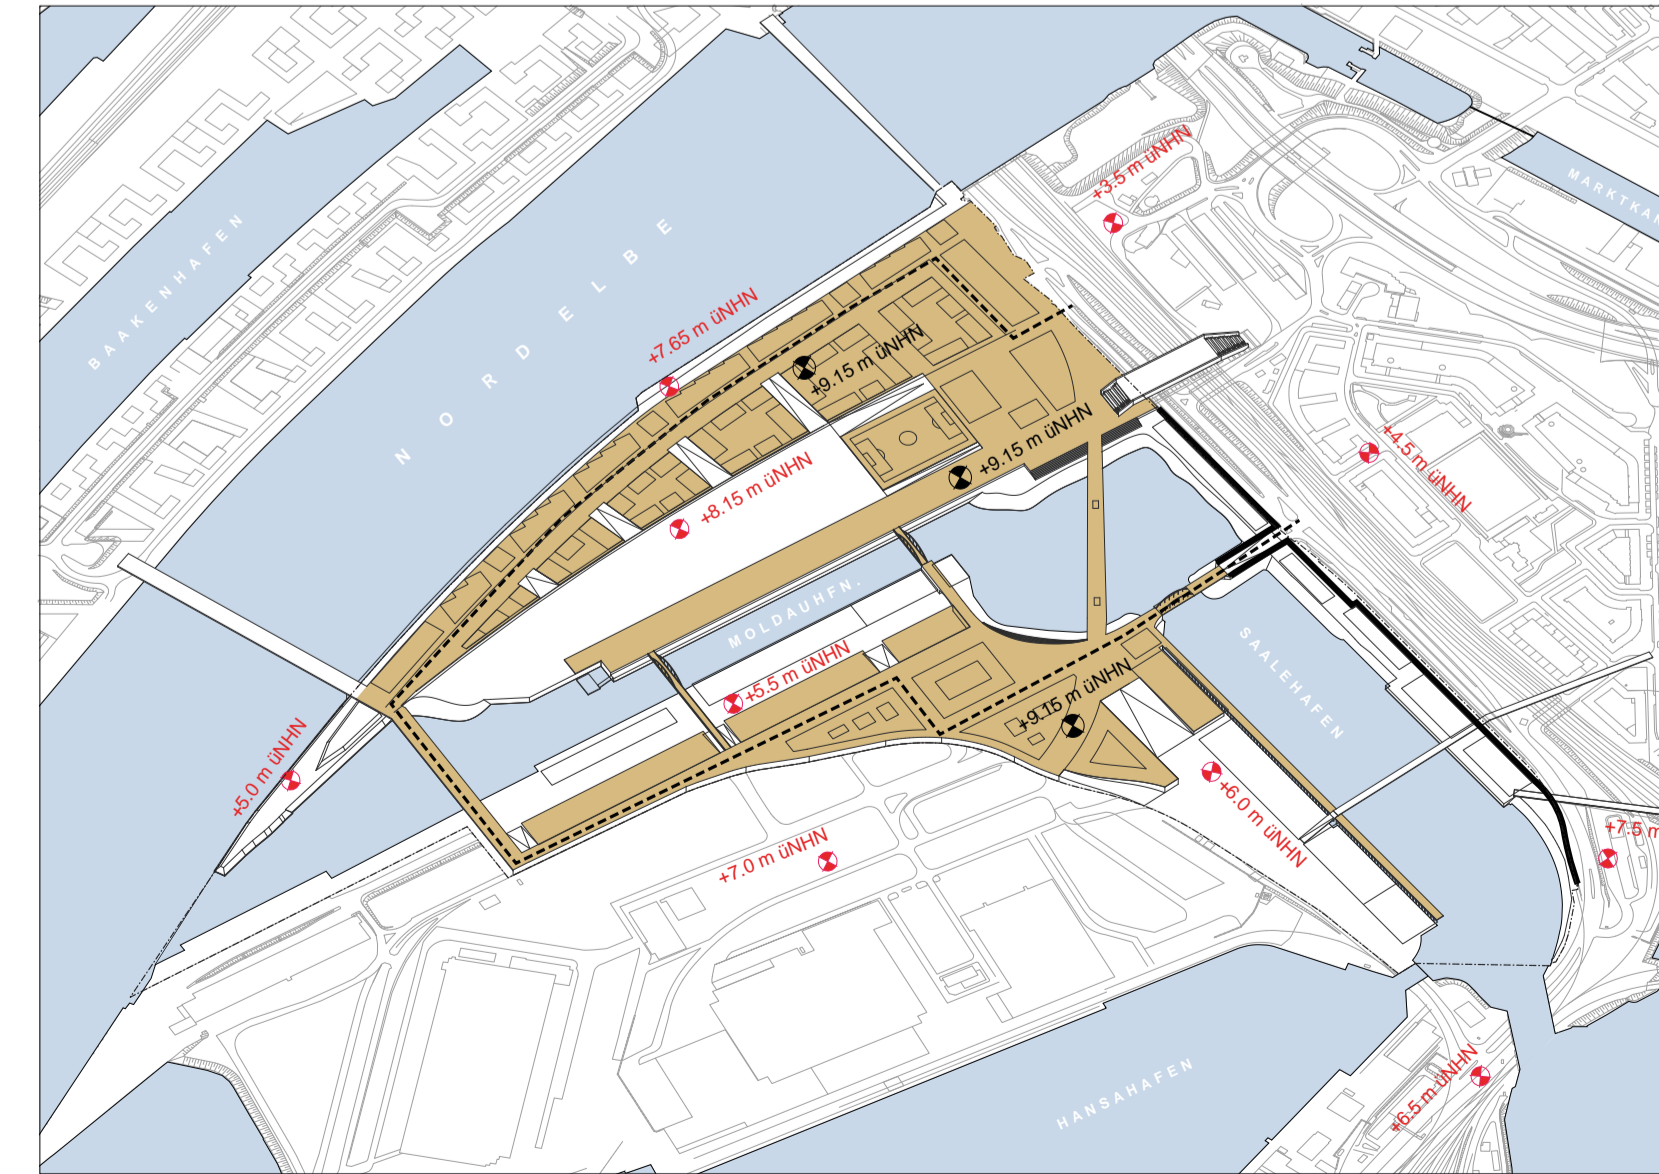 +3.5 m üNHN
MARKTKA
BAAKENHAFEN
NORDELBE
+7.65 m üNHN
+9.15 m üNHN
+9.15 m üNHN
+4.5 m üNHN
+8.15 m üNHN
MOLDAUHFN.
SAALEHAFEN
+5.5 m üNHN
+9.15 m üNHN
+5.0 m üNHN
+6.0 m üNHN
+7.5 m
+7.0 m üNHN
HANSAHAFEN
+6.5 m üNHN